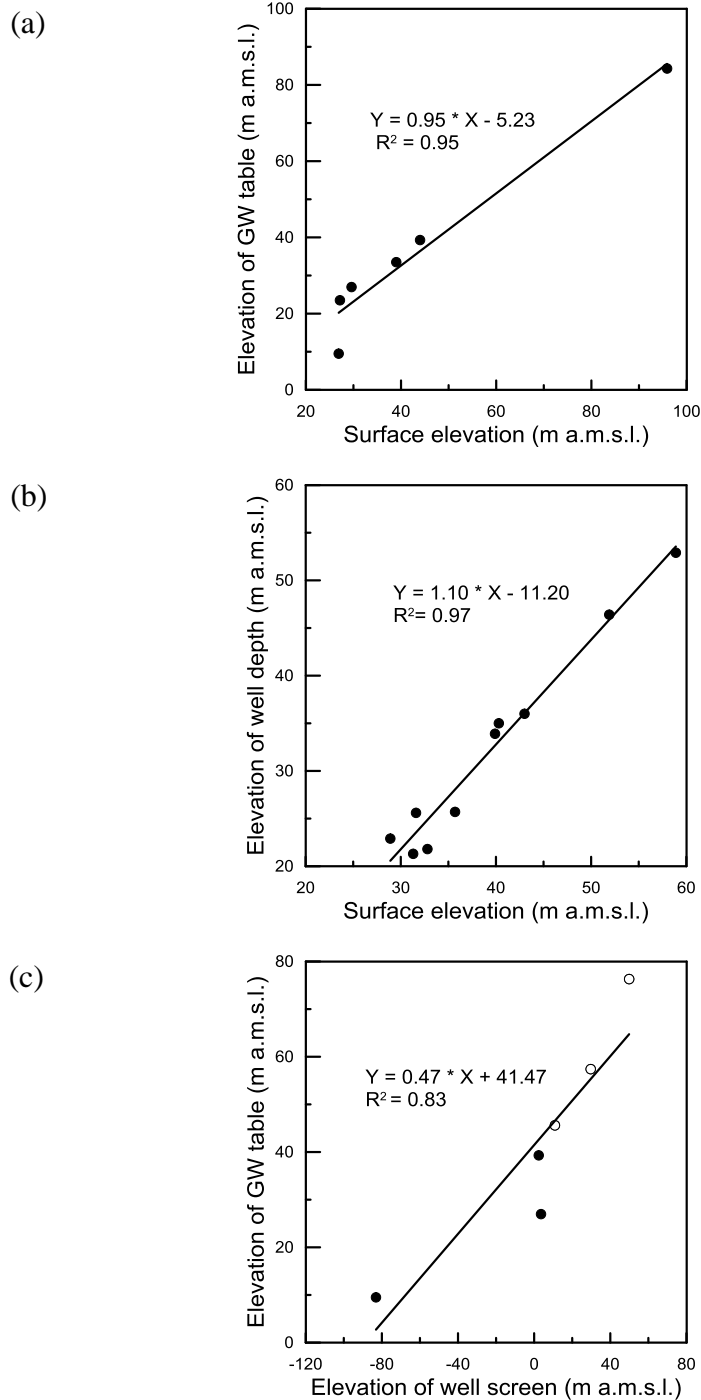 (a)
100
80
60
40
20
0
Elevation of GW table (m a.m.s.l.)
Y = 0.95 * X - 5.23
R² = 0.95
20 40 60 80 100
Surface elevation (m a.m.s.l.)
(b)
60
50
40
30
20
Elevation of well depth (m a.m.s.l.)
Y = 1.10 * X - 11.20
R²= 0.97
20 30 40 50 60
Surface elevation (m a.m.s.l.)
(c)
80
60
40
20
0
Elevation of GW table (m a.m.s.l.)
Y = 0.47 * X + 41.47
R² = 0.83
-120 -80 -40 0 40 80
Elevation of well screen (m a.m.s.l.)